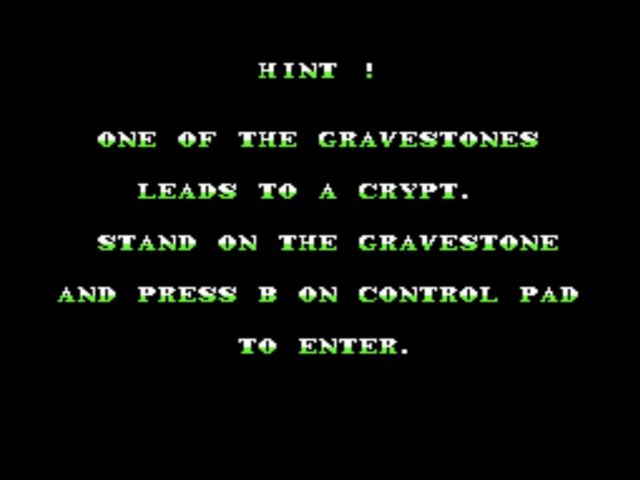 HINT !
ONE OF THE GRAVESTONES
LEADS TO A CRYPT.
STAND ON THE GRAVESTONE
AND PRESS B ON CONTROL PAD
TO ENTER.